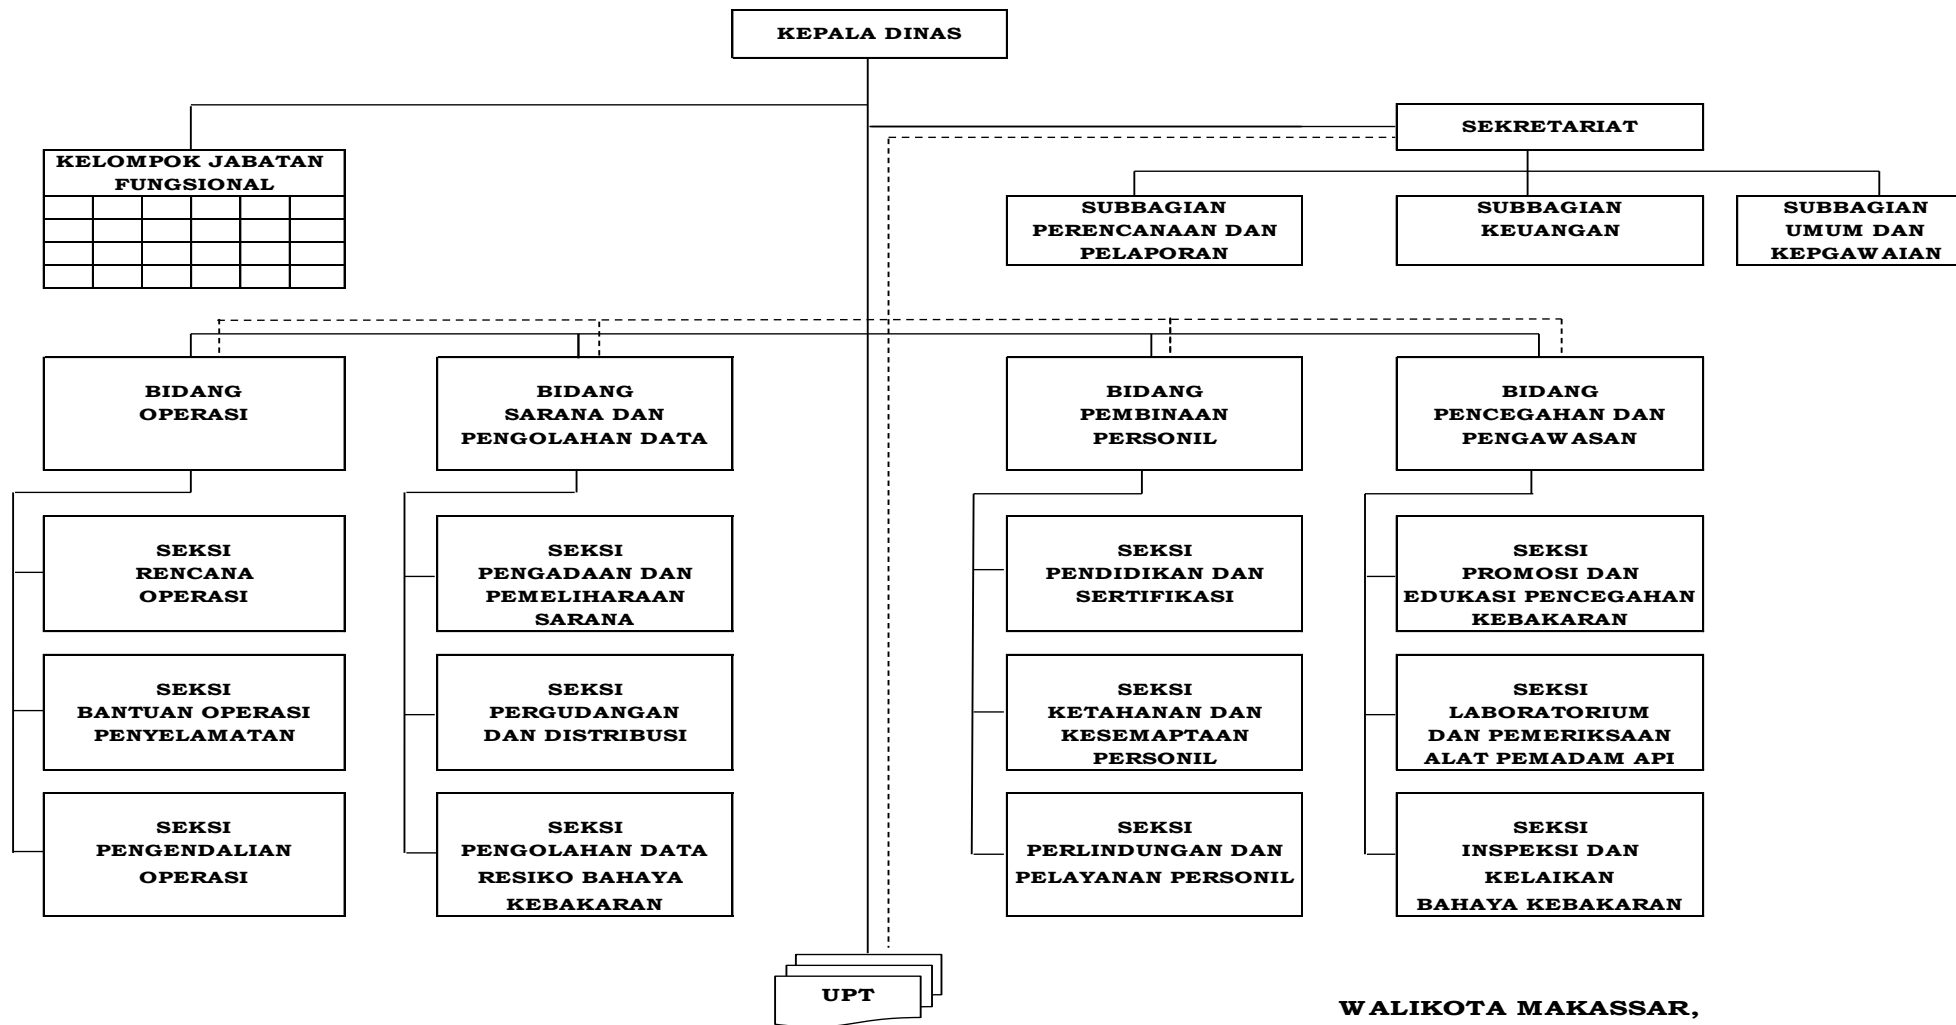 KEPALA DINAS
SEKRETARIAT
KELOMPOK JABATAN
FUNGSIONAL
SUBBAGIAN
PERENCANAAN DAN
PELAPORAN
SUBBAGIAN
KEUANGAN
SUBBAGIAN
UMUM DAN
KEPGAWAIAN
BIDANG
OPERASI
BIDANG
SARANA DAN
PENGOLAHAN DATA
BIDANG
PEMBINAAN
PERSONIL
BIDANG
PENCEGAHAN DAN
PENGAWASAN
SEKSI
RENCANA
OPERASI
SEKSI
PENGADAAN DAN
PEMELIHARAAN
SARANA
SEKSI
PENDIDIKAN DAN
SERTIFIKASI
SEKSI
PROMOSI DAN
EDUKASI PENCEGAHAN
KEBAKARAN
SEKSI
BANTUAN OPERASI
PENYELAMATAN
SEKSI
PERGUDANGAN
DAN DISTRIBUSI
SEKSI
KETAHANAN DAN
KESEMAPTAAN
PERSONIL
SEKSI
LABORATORIUM
DAN PEMERIKSAAN
ALAT PEMADAM API
SEKSI
PENGENDALIAN
OPERASI
SEKSI
PENGOLAHAN DATA
RESIKO BAHAYA
KEBAKARAN
SEKSI
PERLINDUNGAN DAN
PELAYANAN PERSONIL
SEKSI
INSPEKSI DAN
KELAIKAN
BAHAYA KEBAKARAN
UPT
WALIKOTA MAKASSAR,